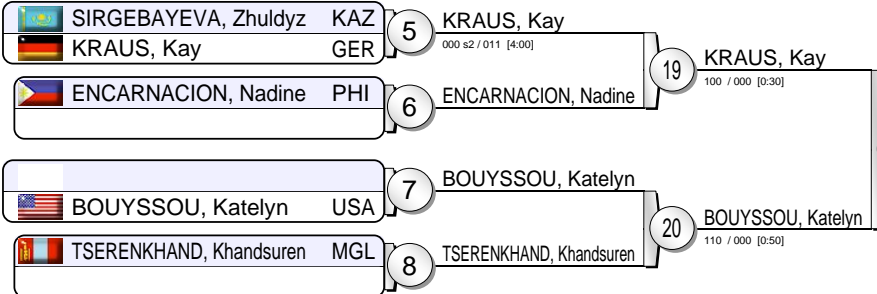 SIRGEBAYEVA, Zhuldyz KAZ
KRAUS, Kay GER
5
KRAUS, Kay
000 s2 / 011 [4:00]
19
KRAUS, Kay
100 / 000 [0:30]
ENCARNACION, Nadine PHI
6
ENCARNACION, Nadine
7
BOUYSSOU, Katelyn
BOUYSSOU, Katelyn USA
20
BOUYSSOU, Katelyn
110 / 000 [0:50]
TSERENKHAND, Khandsuren MGL
8
TSERENKHAND, Khandsuren